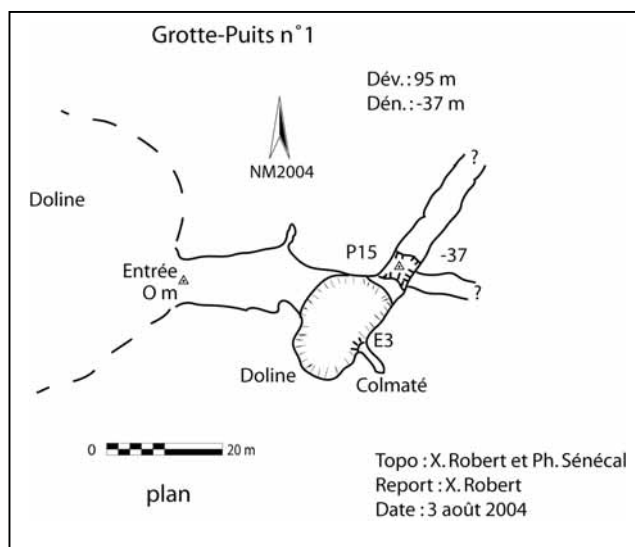 Grotte-Puits n°1
Dév.: 95 m
Dén.: -37 m
NM2004
?
Doline
P15
-37
Entrée
O m
?
E3
Doline
Colmaté
0
20 m
plan
Topo : X. Robert et Ph. Sénécal
Report : X. Robert
Date : 3 août 2004